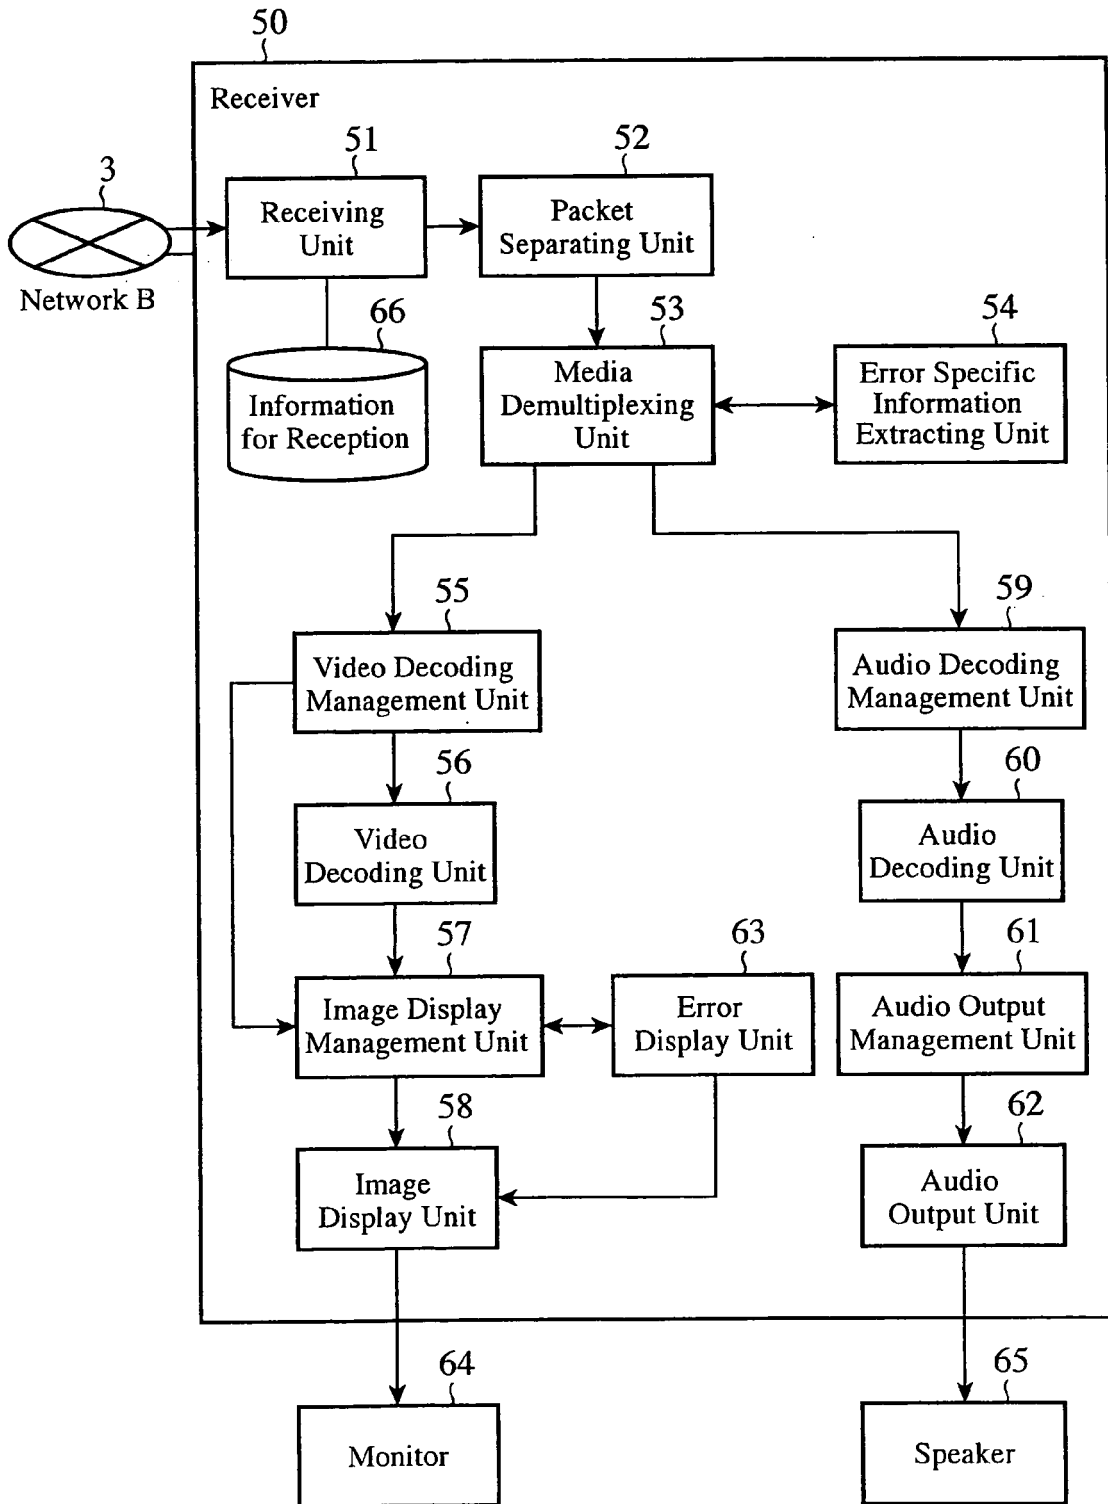 50
Receiver
3
51
52
Receiving
Unit
Packet
Separating Unit
Network B
66
53
54
Information
for Reception
Media
Demultiplexing
Unit
Error Specific
Information
Extracting Unit
55
59
Video Decoding
Management Unit
Audio Decoding
Management Unit
56
60
Video
Decoding Unit
Audio
Decoding Unit
57
63
61
Image Display
Management Unit
Error
Display Unit
Audio Output
Management Unit
58
62
Image
Display Unit
Audio
Output Unit
64
65
Monitor
Speaker